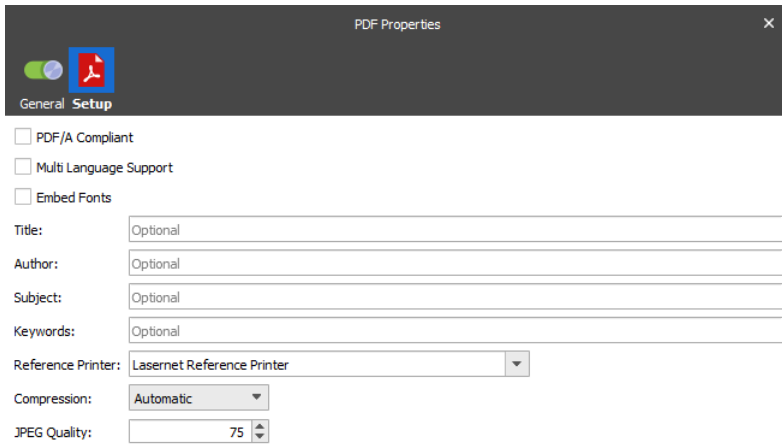 PDF Properties
General Setup
PDF/A Compliant
Multi Language Support
Embed Fonts
Title: Optional
Author: Optional
Subject: Optional
Keywords: Optional
Reference Printer: Lasernet Reference Printer
Compression: Automatic
JPEG Quality: 75